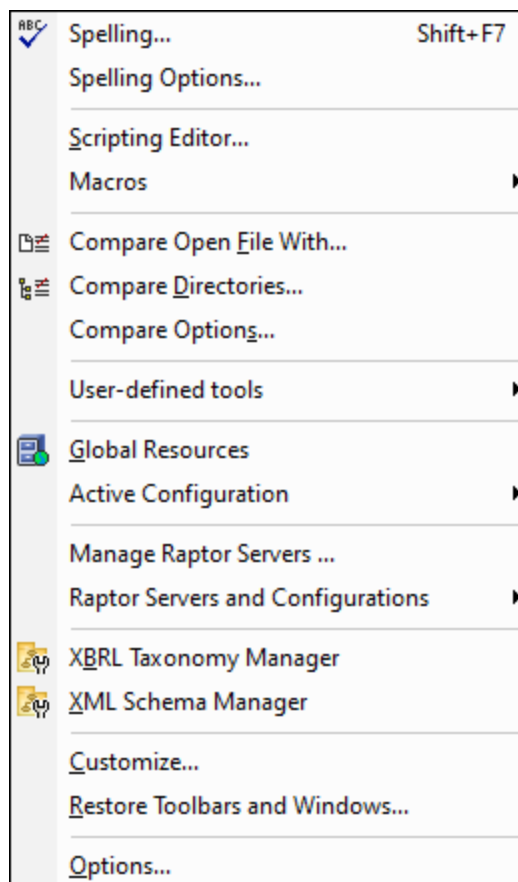 ABC
Spelling... Shift+F7
Spelling Options...
Scripting Editor...
Macros
Compare Open File With...
Compare Directories...
Compare Options...
User-defined tools
Global Resources
Active Configuration
Manage Raptor Servers ...
Raptor Servers and Configurations
XBRL Taxonomy Manager
XML Schema Manager
Customize...
Restore Toolbars and Windows...
Options...